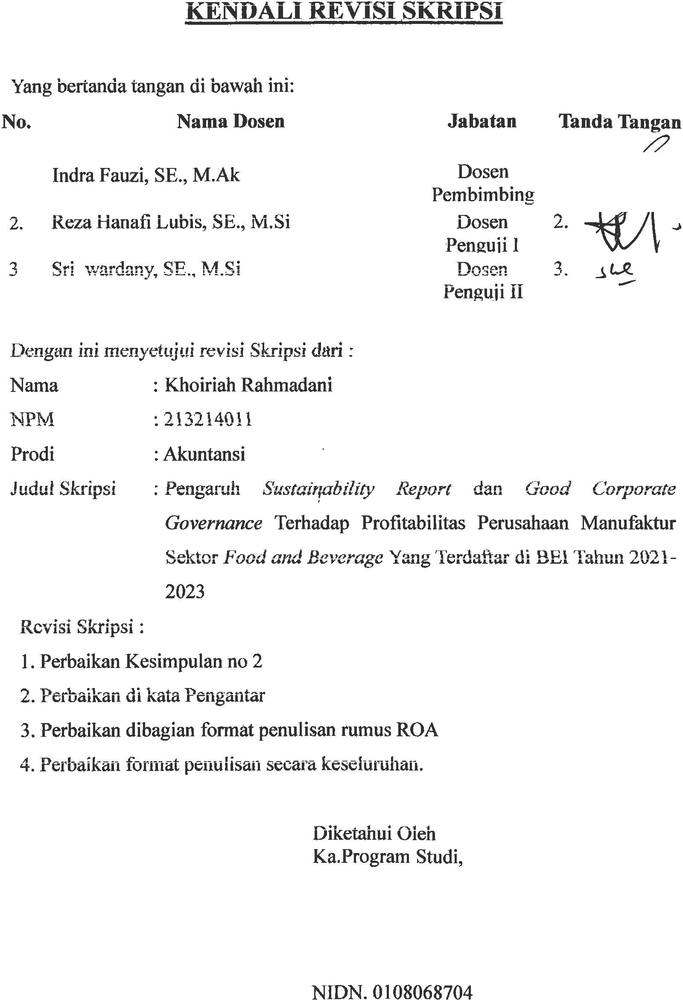 KENDALI REVISI SKRIPSI
Yang bertanda tangan di bawah ini:
No. Nama Dosen Jabatan Tanda Tangan
Indra Fauzi, SE., M.Ak Dosen
Pembimbing
2. Reza Hanafi Lubis, SE., M.Si Dosen 2.
Penguji I
3 Sri wardany, SE., M.Si Dosen 3.
Penguji II
Dengan ini menyetujui revisi Skripsi dari :
Nama : Khoiriah Rahmadani
NPM : 213214011
Prodi : Akuntansi
Judul Skripsi : Pengaruh Sustainability Report dan Good Corporate
Governance Terhadap Profitabilitas Perusahaan Manufaktur
Sektor Food and Beverage Yang Terdaftar di BEI Tahun 2021-
2023
Revisi Skripsi :
1. Perbaikan Kesimpulan no 2
2. Perbaikan di kata Pengantar
3. Perbaikan dibagian format penulisan rumus ROA
4. Perbaikan format penulisan secara keseluruhan.
Diketahui Oleh
Ka.Program Studi,
NIDN. 0108068704